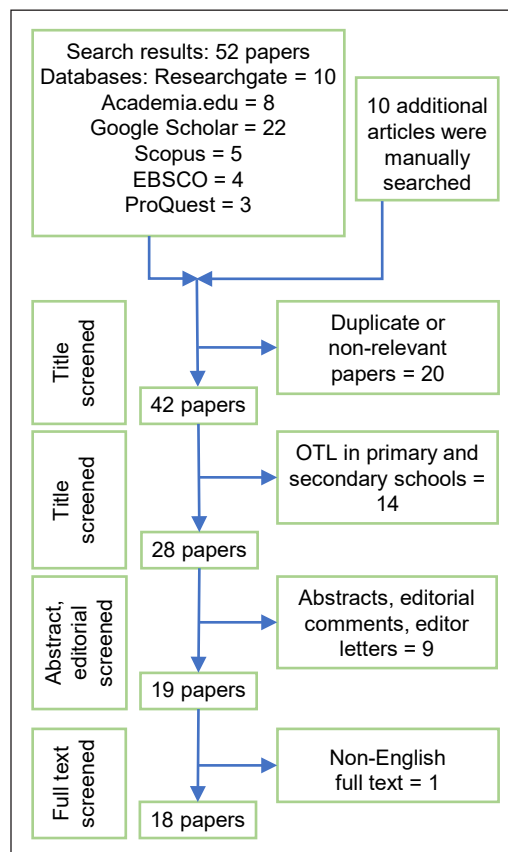 Search results: 52 papers
Databases: Researchgate = 10
Academia.edu = 8
Google Scholar = 22
Scopus = 5
EBSCO = 4
ProQuest = 3
10 additional
articles were
manually
searched
Title
screened
Duplicate or
non-relevant
papers = 20
42 papers
Title
screened
OTL in primary and
secondary schools =
14
28 papers
Abstract,
editorial
screened
Abstracts, editorial
comments, editor
letters = 9
19 papers
Full text
screened
Non-English
full text = 1
18 papers